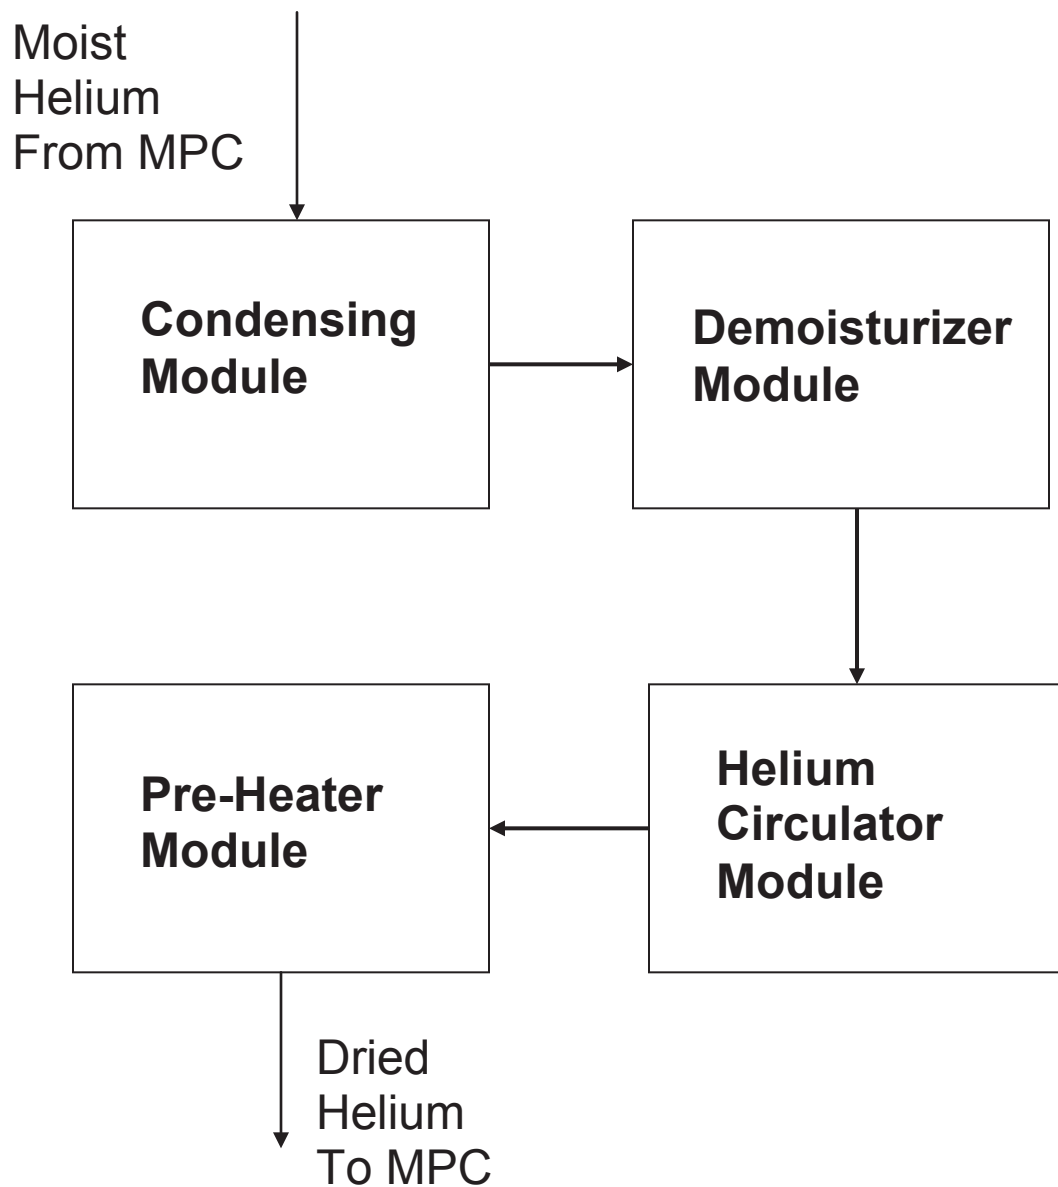 Moist
Helium
From MPC
Condensing
Module
Demoisturizer
Module
Helium
Circulator
Module
Pre-Heater
Module
Dried
Helium
To MPC